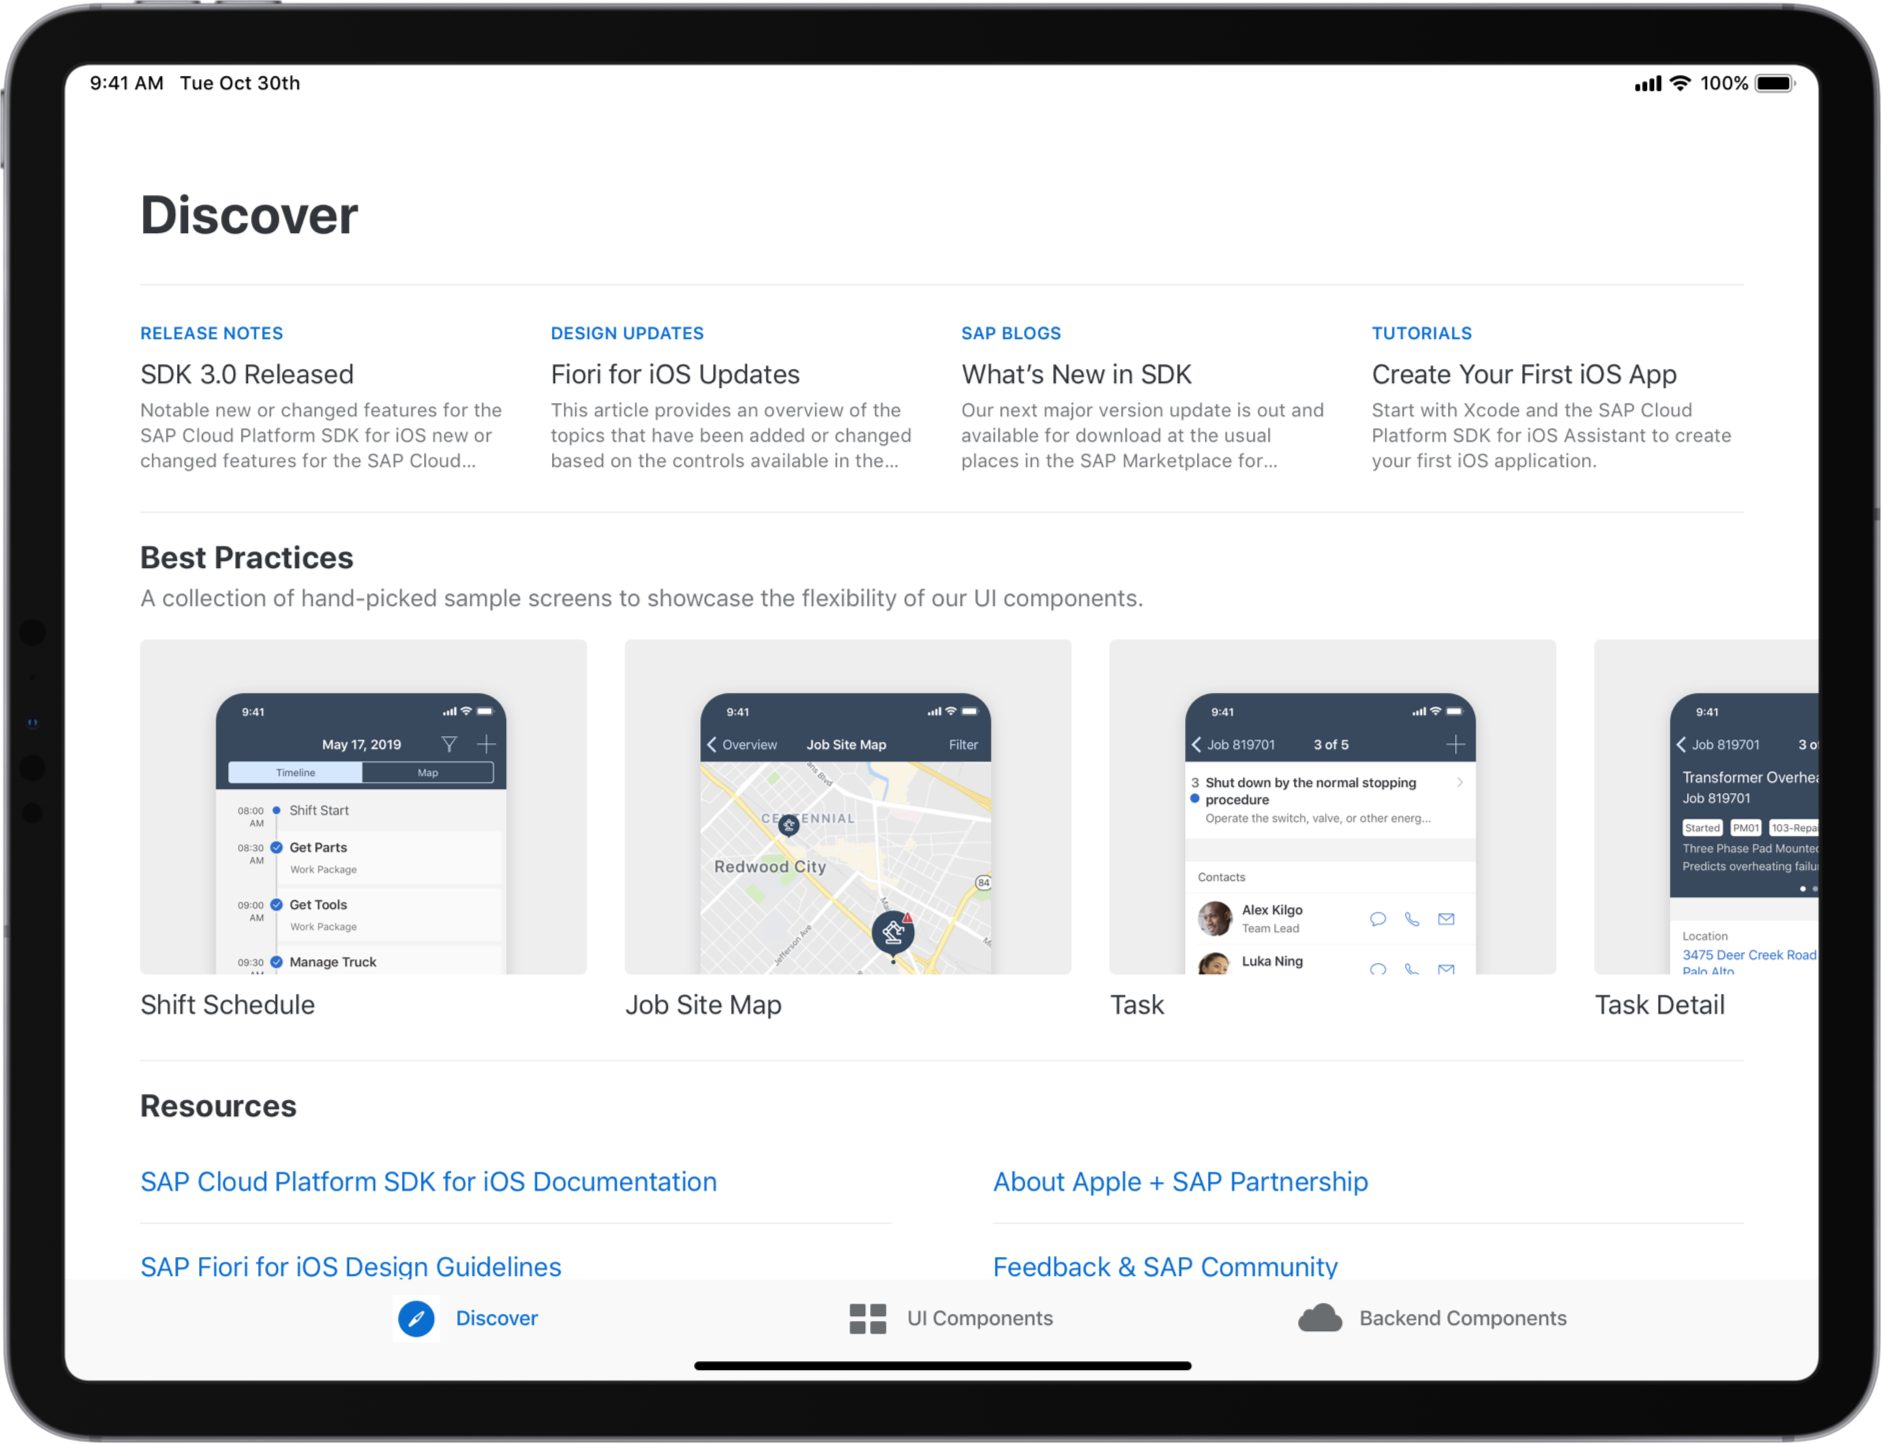 9:41 AM Tue Oct 30th 100%
Discover
RELEASE NOTES
SDK 3.0 Released
Notable new or changed features for the
SAP Cloud Platform SDK for iOS new or
changed features for the SAP Cloud...
DESIGN UPDATES
Fiori for iOS Updates
This article provides an overview of the
topics that have been added or changed
based on the controls available in the...
SAP BLOGS
What's New in SDK
Our next major version update is out and
available for download at the usual
places in the SAP Marketplace for...
TUTORIALS
Create Your First iOS App
Start with Xcode and the SAP Cloud
Platform SDK for iOS Assistant to create
your first iOS application.
Best Practices
A collection of hand-picked sample screens to showcase the flexibility of our UI components.
9:41
May 17, 2019
Timeline Map
08:00 AM Shift Start
08:30 AM Get Parts
Work Package
09:00 AM Get Tools
Work Package
09:30 AM Manage Truck
Shift Schedule
9:41
Overview Job Site Map Filter
CENTENNIAL
Redwood City
84
Jefferson Ave
Job Site Map
9:41
Job 819701 3 of 5
3 Shut down by the normal stopping
procedure
Operate the switch, valve, or other energ...
Contacts
Alex Kilgo
Team Lead
Luka Ning
Task
9:41
Job 819701 3 o
Transformer Overhea
Job 819701
Started PM01 103-Repa
Three Phase Pad Mounted
Predicts overheating failu
Location
3475 Deer Creek Road
Palo Alto
Task Detail
Resources
SAP Cloud Platform SDK for iOS Documentation
About Apple + SAP Partnership
SAP Fiori for iOS Design Guidelines
Feedback & SAP Community
Discover UI Components Backend Components